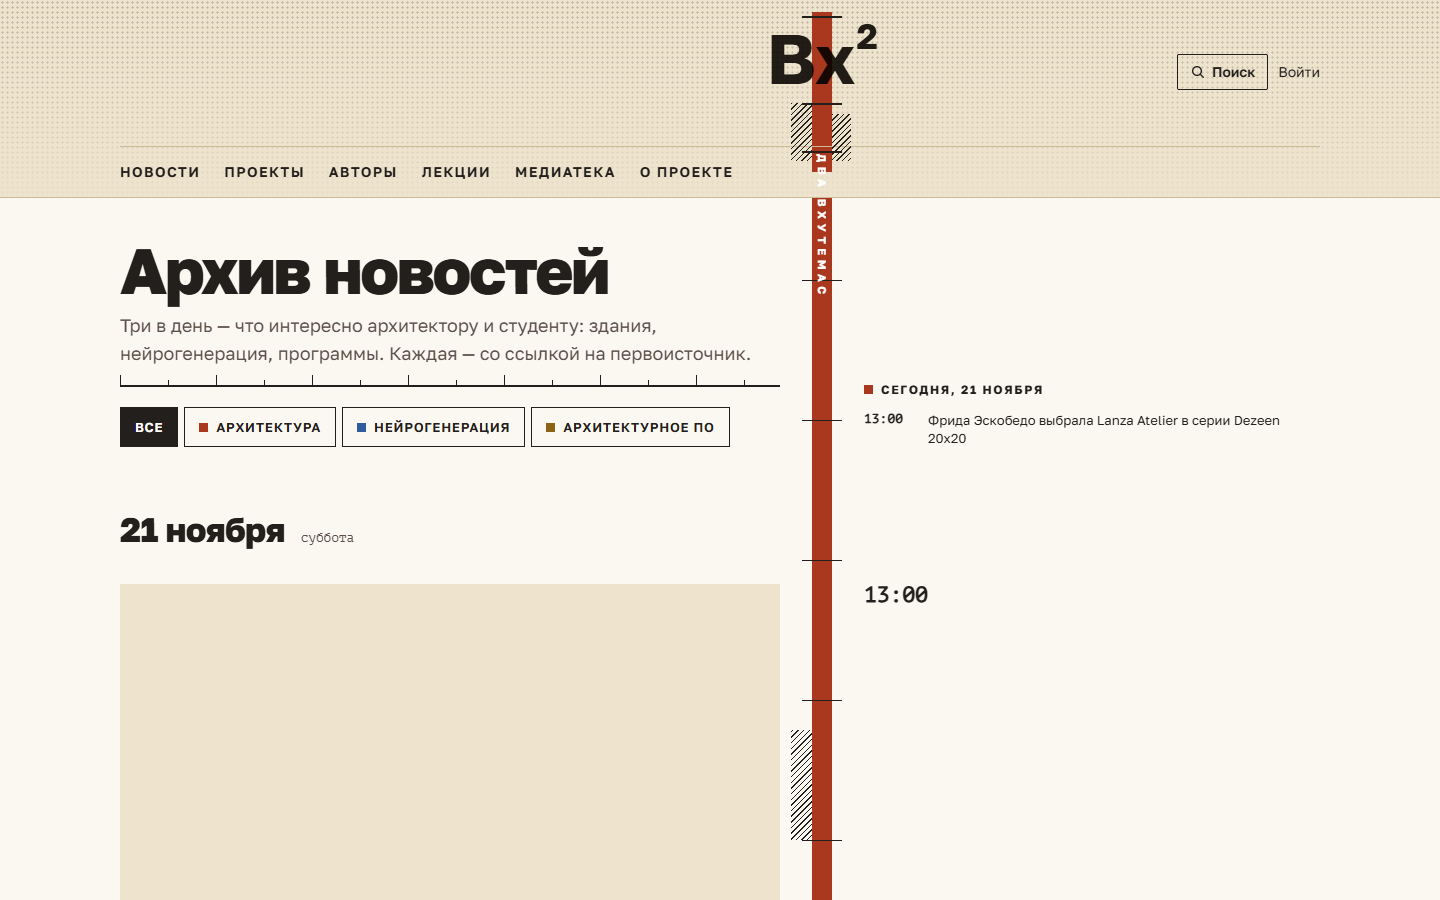 Вх²
Поиск
Войти
НОВОСТИ ПРОЕКТЫ АВТОРЫ ЛЕКЦИИ МЕДИАТЕКА О ПРОЕКТЕ
ДВА ВХУТЕМАС
Архив новостей
Три в день — что интересно архитектору и студенту: здания,
нейрогенерация, программы. Каждая — со ссылкой на первоисточник.
ВСЕ АРХИТЕКТУРА НЕЙРОГЕНЕРАЦИЯ АРХИТЕКТУРНОЕ ПО
СЕГОДНЯ, 21 НОЯБРЯ
13:00 Фрида Эскобедо выбрала Lanza Atelier в серии Dezeen
20x20
21 ноября суббота
13:00